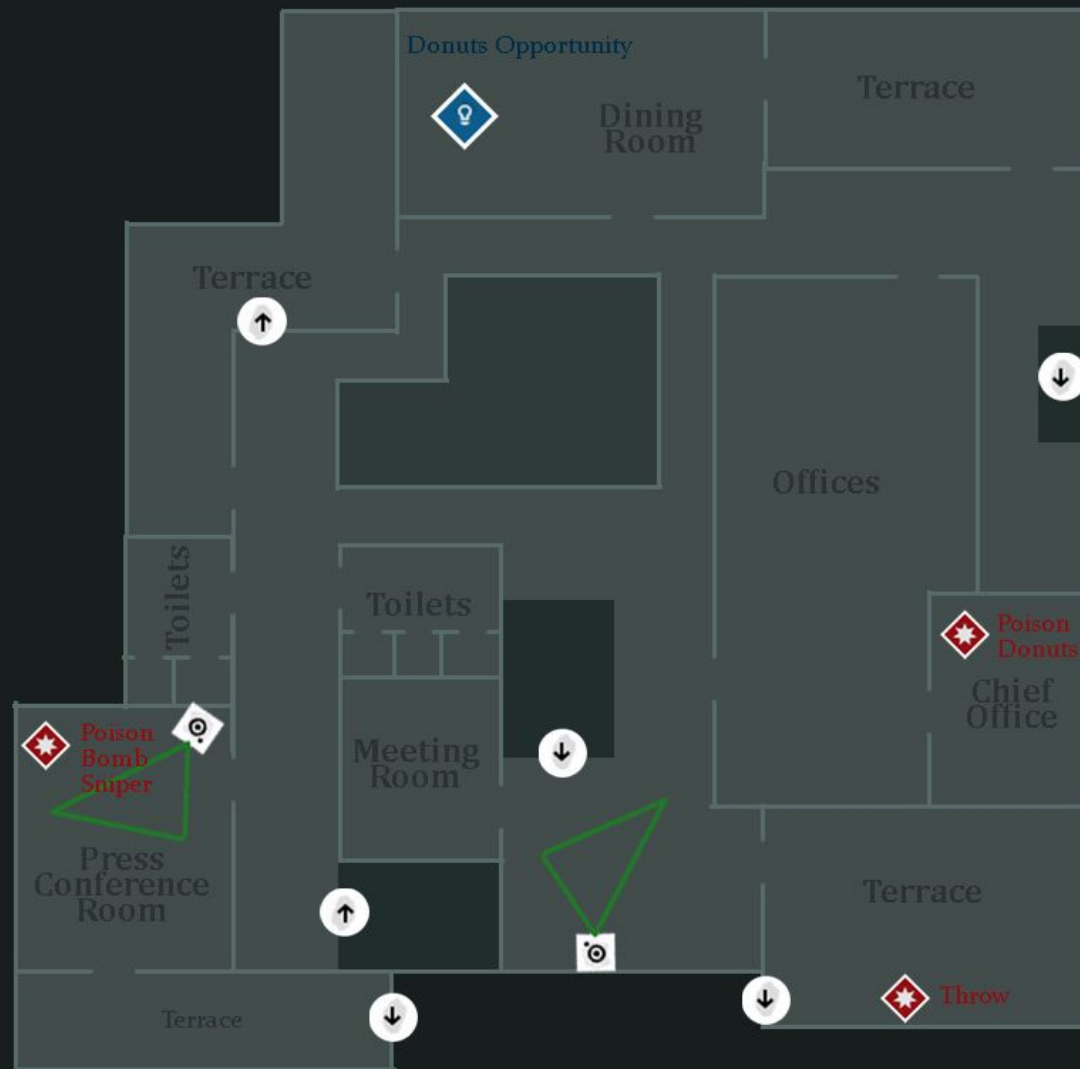 Donuts Opportunity
Dining
Room
Terrace
Terrace
Offices
Toilets
Toilets
Poison
Donuts
Chief
Office
Poison
Bomb
Sniper
Meeting
Room
Press
Conference
Room
Terrace
Throw
Terrace